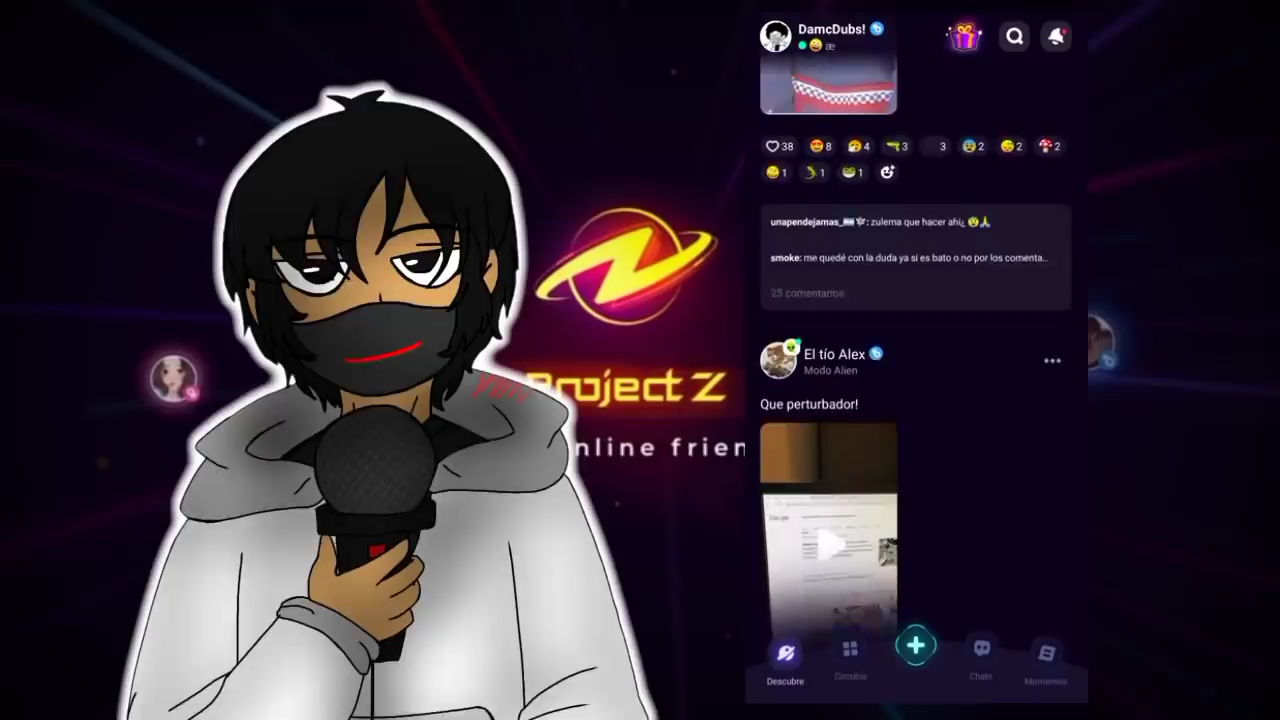 DamcDubs!
æ
38
8
4
3
3
2
2
2
1
1
1
unapendejamas_: zulema que hacer ahi¿
smoke: me quedé con la duda ya si es bato o no por los comenta..
25 comentarios
El tío Alex
Modo Alien
Project Z
nline frien
Que perturbador!
Descubre
Círculos
Chats
Momentos